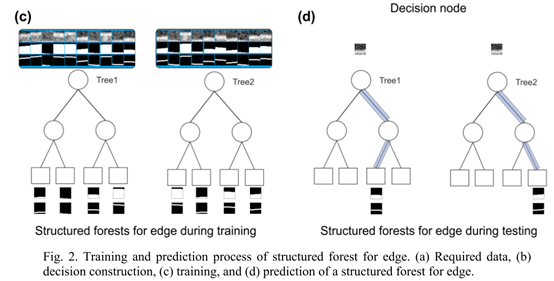 (c)
(d)
Decision node
Tree1
Tree2
Tree1
Tree2
Structured forests for edge during training
Structured forests for edge during testing
Fig. 2. Training and prediction process of structured forest for edge. (a) Required data, (b)
decision construction, (c) training, and (d) prediction of a structured forest for edge.